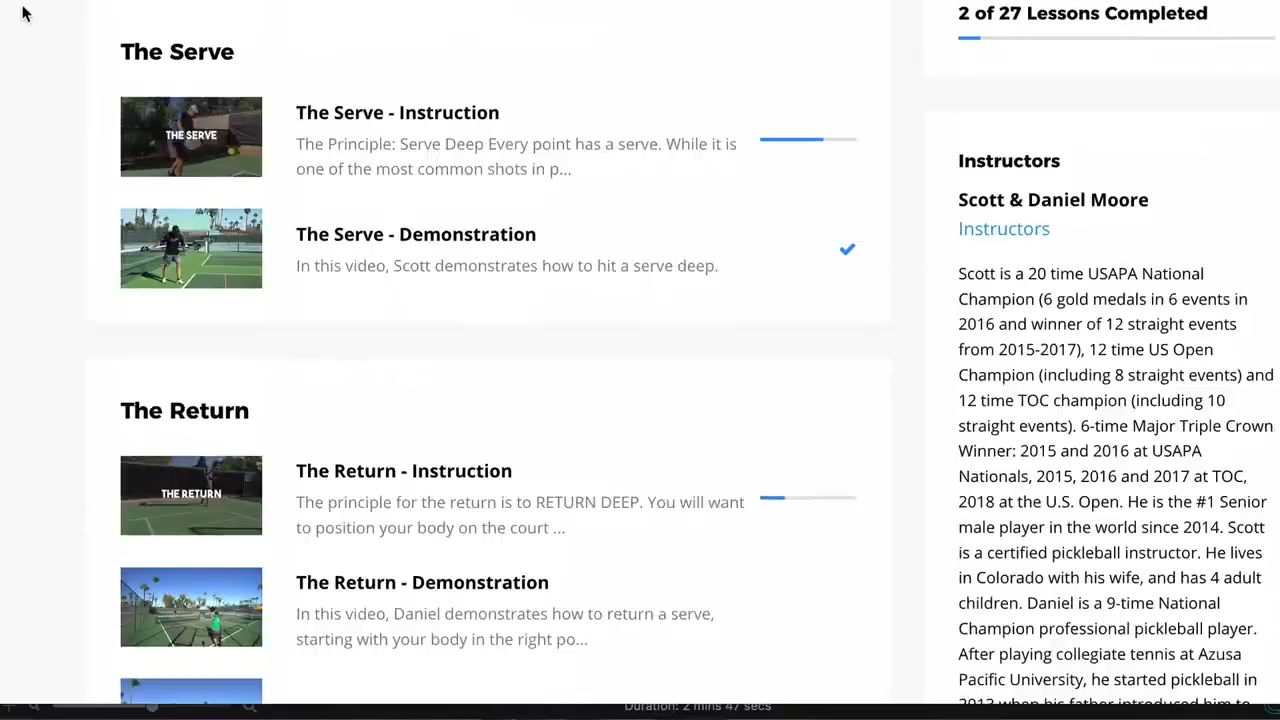 2 of 27 Lessons Completed
The Serve
THE SERVE
The Serve - Instruction
The Principle: Serve Deep Every point has a serve. While it is
one of the most common shots in p...
The Serve - Demonstration
In this video, Scott demonstrates how to hit a serve deep.
The Return
THE RETURN
The Return - Instruction
The principle for the return is to RETURN DEEP. You will want
to position your body on the court ...
The Return - Demonstration
In this video, Daniel demonstrates how to return a serve,
starting with your body in the right po...
Instructors
Scott & Daniel Moore
Instructors
Scott is a 20 time USAPA National
Champion (6 gold medals in 6 events in
2016 and winner of 12 straight events
from 2015-2017), 12 time US Open
Champion (including 8 straight events) and
12 time TOC champion (including 10
straight events). 6-time Major Triple Crown
Winner: 2015 and 2016 at USAPA
Nationals, 2015, 2016 and 2017 at TOC,
2018 at the U.S. Open. He is the #1 Senior
male player in the world since 2014. Scott
is a certified pickleball instructor. He lives
in Colorado with his wife, and has 4 adult
children. Daniel is a 9-time National
Champion professional pickleball player.
After playing collegiate tennis at Azusa
Pacific University, he started pickleball in
2013 when his father introduced him to
Duration: 2 mins 47 secs